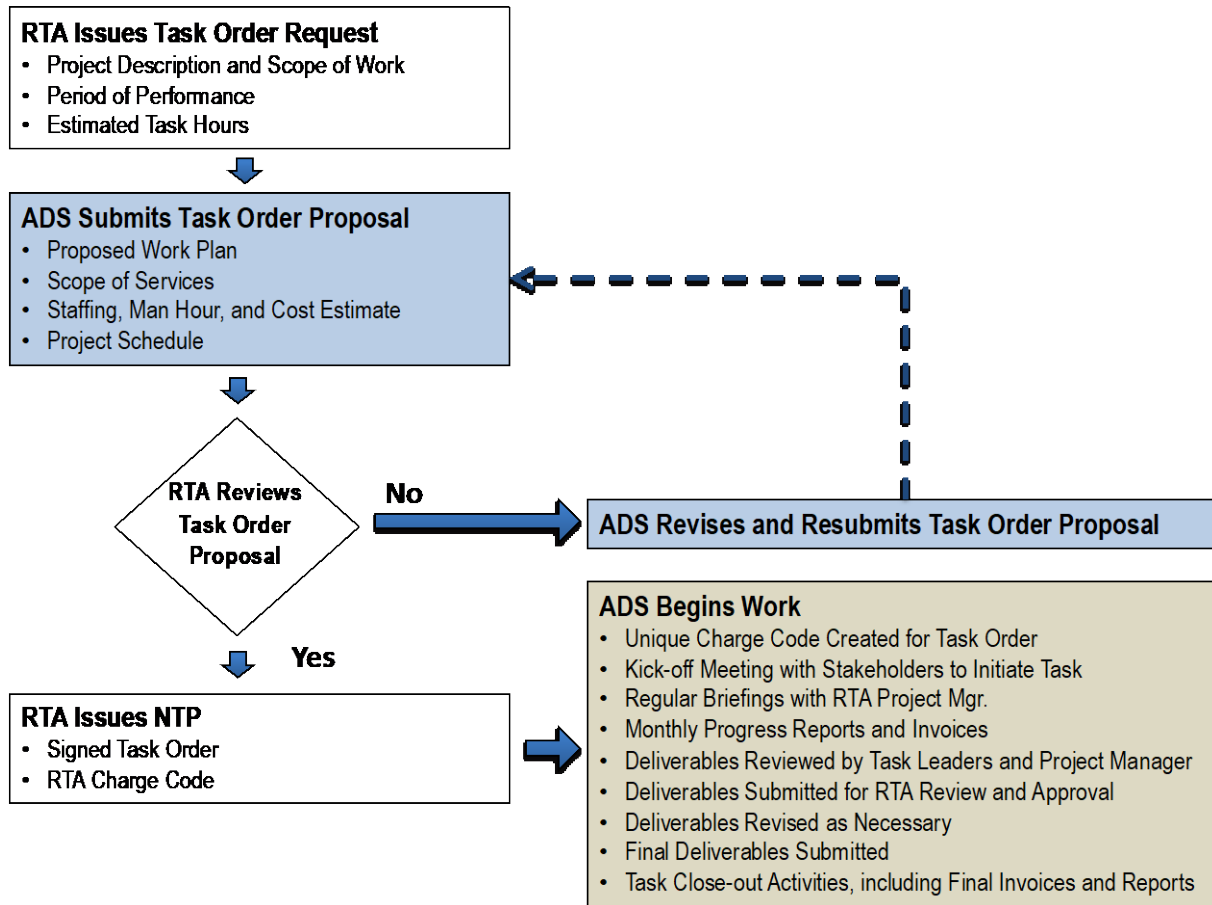 RTA Issues Task Order Request
• Project Description and Scope of Work
• Period of Performance
• Estimated Task Hours
ADS Submits Task Order Proposal
• Proposed Work Plan
• Scope of Services
• Staffing, Man Hour, and Cost Estimate
• Project Schedule
RTA Reviews
Task Order
Proposal
No
ADS Revises and Resubmits Task Order Proposal
Yes
RTA Issues NTP
• Signed Task Order
• RTA Charge Code
ADS Begins Work
• Unique Charge Code Created for Task Order
• Kick-off Meeting with Stakeholders to Initiate Task
• Regular Briefings with RTA Project Mgr.
• Monthly Progress Reports and Invoices
• Deliverables Reviewed by Task Leaders and Project Manager
• Deliverables Submitted for RTA Review and Approval
• Deliverables Revised as Necessary
• Final Deliverables Submitted
• Task Close-out Activities, including Final Invoices and Reports